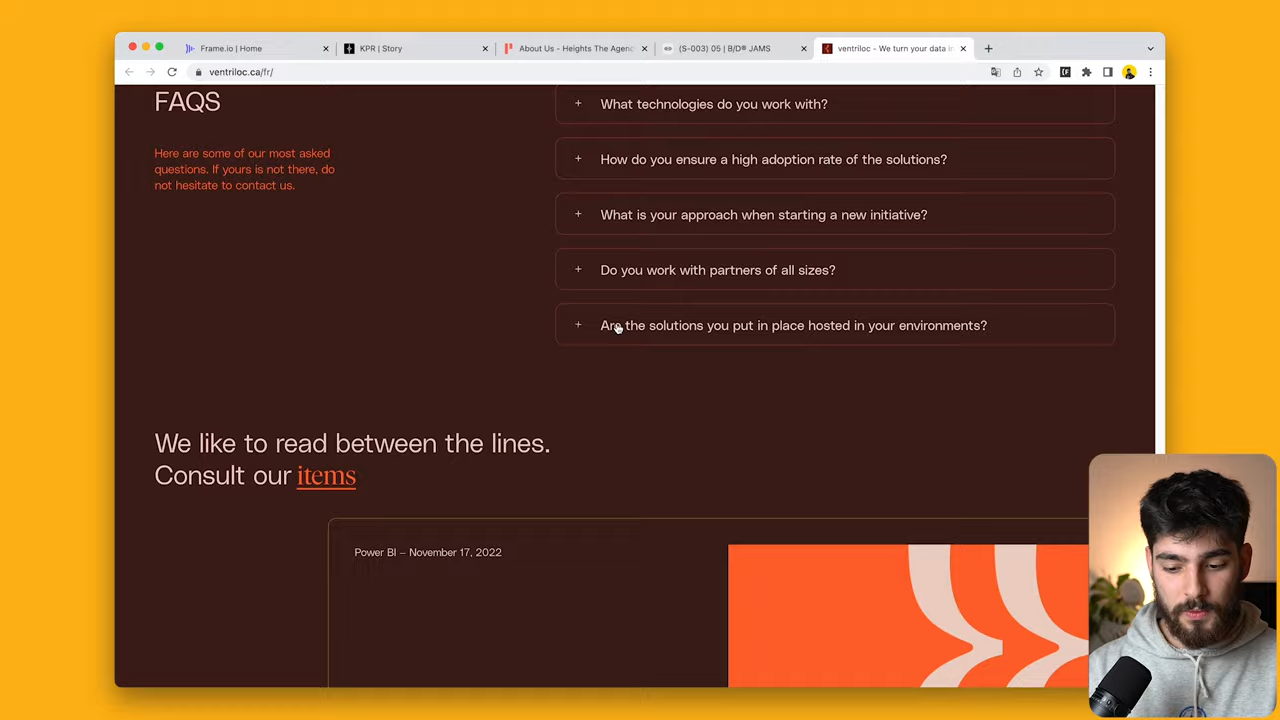 Frame.io | Home
KPR | Story
About Us - Heights The Agenc
(S-003) 05 | B/D® JAMS
ventriloc - We turn your data in
ventriloc.ca/fr/
FAQS
Here are some of our most asked
questions. If yours is not there, do
not hesitate to contact us.
+ What technologies do you work with?
+ How do you ensure a high adoption rate of the solutions?
+ What is your approach when starting a new initiative?
+ Do you work with partners of all sizes?
+ Are the solutions you put in place hosted in your environments?
We like to read between the lines.
Consult our items
Power BI – November 17, 2022